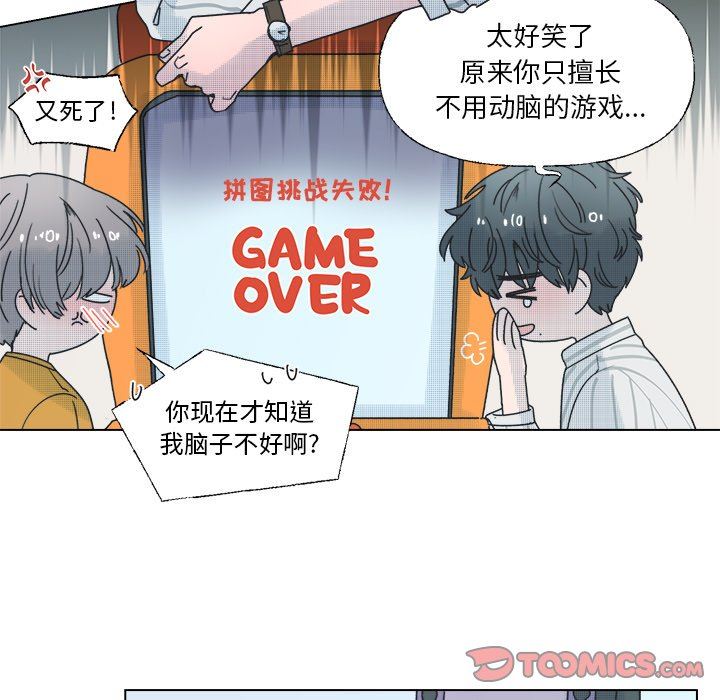 太好笑了
原来你只擅长
不用动脑的游戏...
又死了!
拼图挑战失败!
GAME
OVER
你现在才知道
我脑子不好啊?
TOOMICS.COM